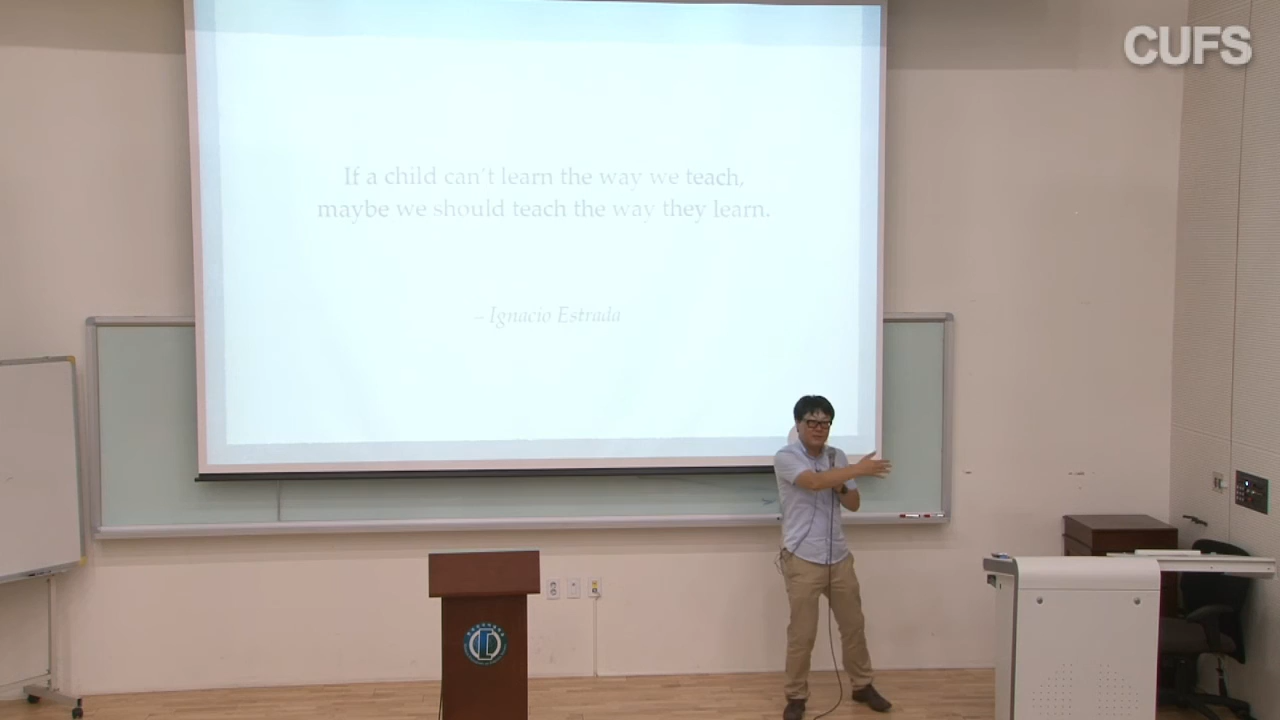 CUFS
If a child can't learn the way we teach,
maybe we should teach the way they learn.
– Ignacio Estrada